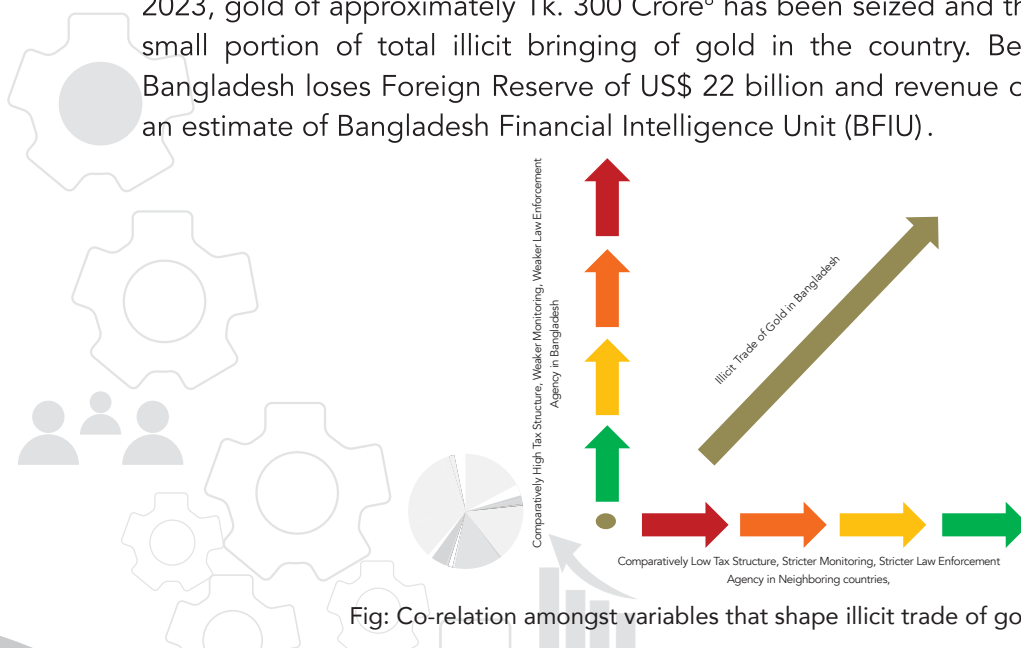 2023, gold of approximately Tk. 300 Crore⁶ has been seized and
small portion of total illicit bringing of gold in the country.
Bangladesh loses Foreign Reserve of US$ 22 billion and revenue
an estimate of Bangladesh Financial Intelligence Unit (BFIU).
Comparatively High Tax Structure, Weaker Monitoring, Weaker Law Enforcement
Agency in Bangladesh
Illicit Trade of Gold in Bangladesh
Comparatively Low Tax Structure, Stricter Monitoring, Stricter Law Enforcement
Agency in Neighboring countries,
Fig: Co-relation amongst variables that shape illicit trade of